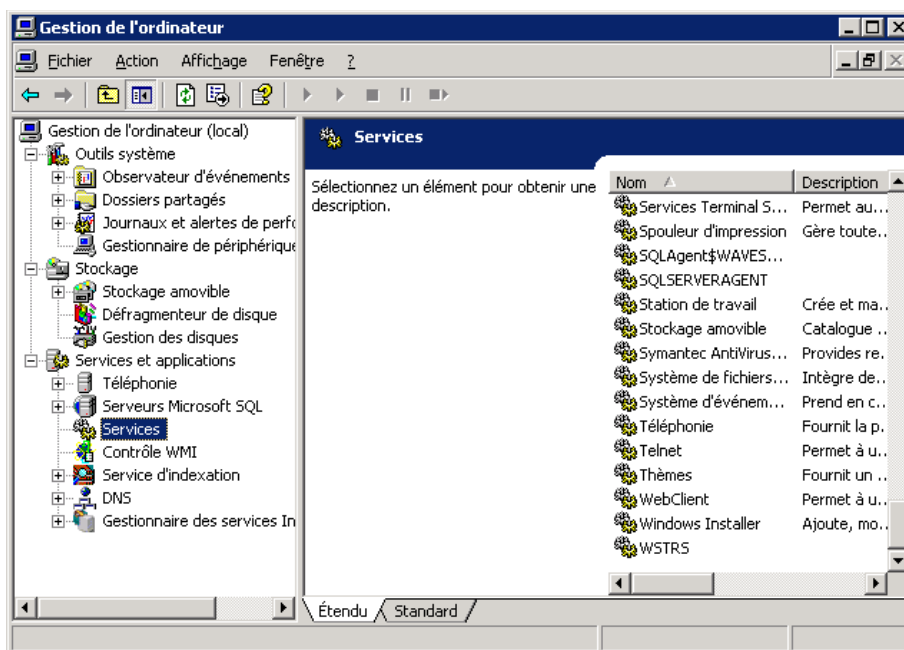 Gestion de l'ordinateur
Fichier Action Affichage Fenêtre ?
Gestion de l'ordinateur (local)
Outils système
Observateur d'événements
Dossiers partagés
Journaux et alertes de perfo
Gestionnaire de périphérique
Stockage
Stockage amovible
Défragmenteur de disque
Gestion des disques
Services et applications
Téléphonie
Serveurs Microsoft SQL
Services
Contrôle WMI
Service d'indexation
DNS
Gestionnaire des services In
Services
Sélectionnez un élément pour obtenir une
description.
Nom Description
Services Terminal S... Permet au...
Spouleur d'impression Gère toute..
SQLAgent$WAVES...
SQLSERVERAGENT
Station de travail Crée et ma..
Stockage amovible Catalogue ..
Symantec AntiVirus... Provides re.
Système de fichiers... Intègre de..
Système d'événem... Prend en c..
Téléphonie Fournit la p.
Telnet Permet à u..
Thèmes Fournit un ..
WebClient Permet à u..
Windows Installer Ajoute, mo..
WSTRS
Étendu Standard